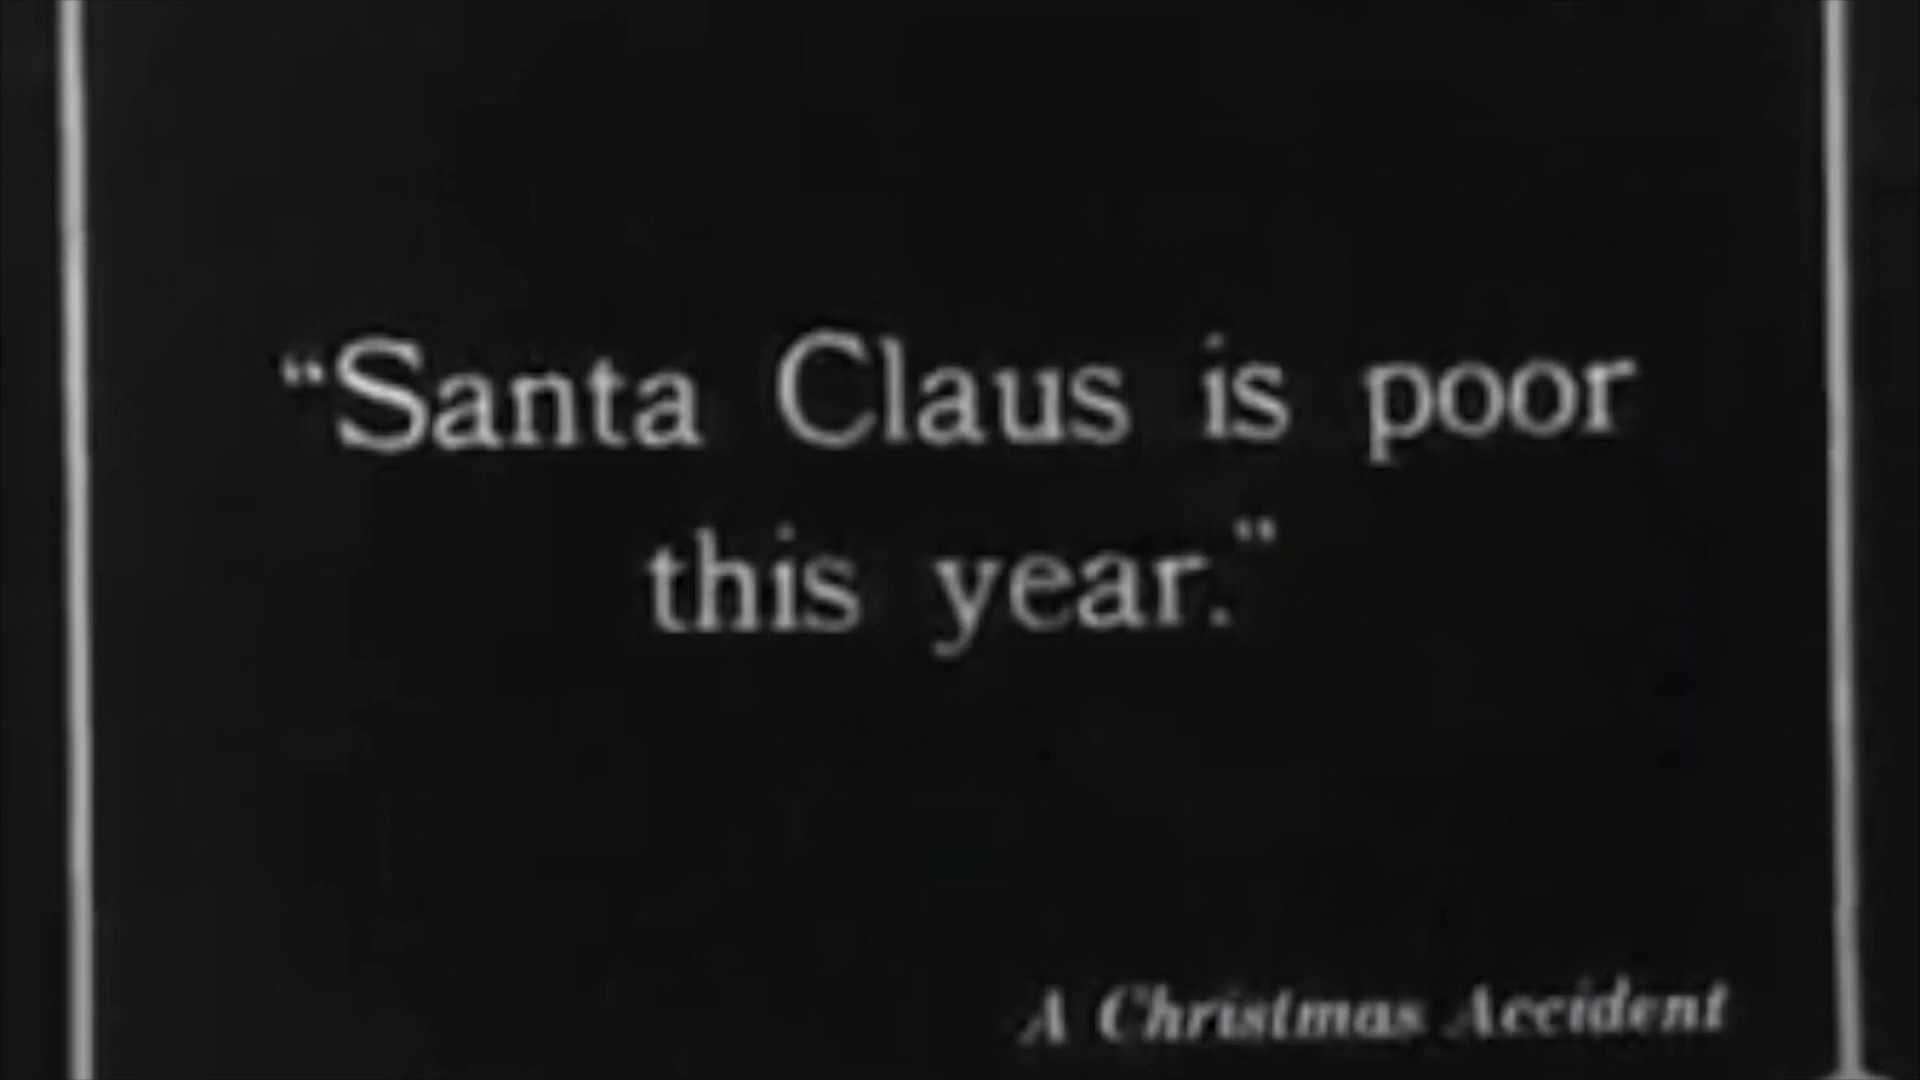 “Santa Claus is poor
this year.”
A Christmas Accident